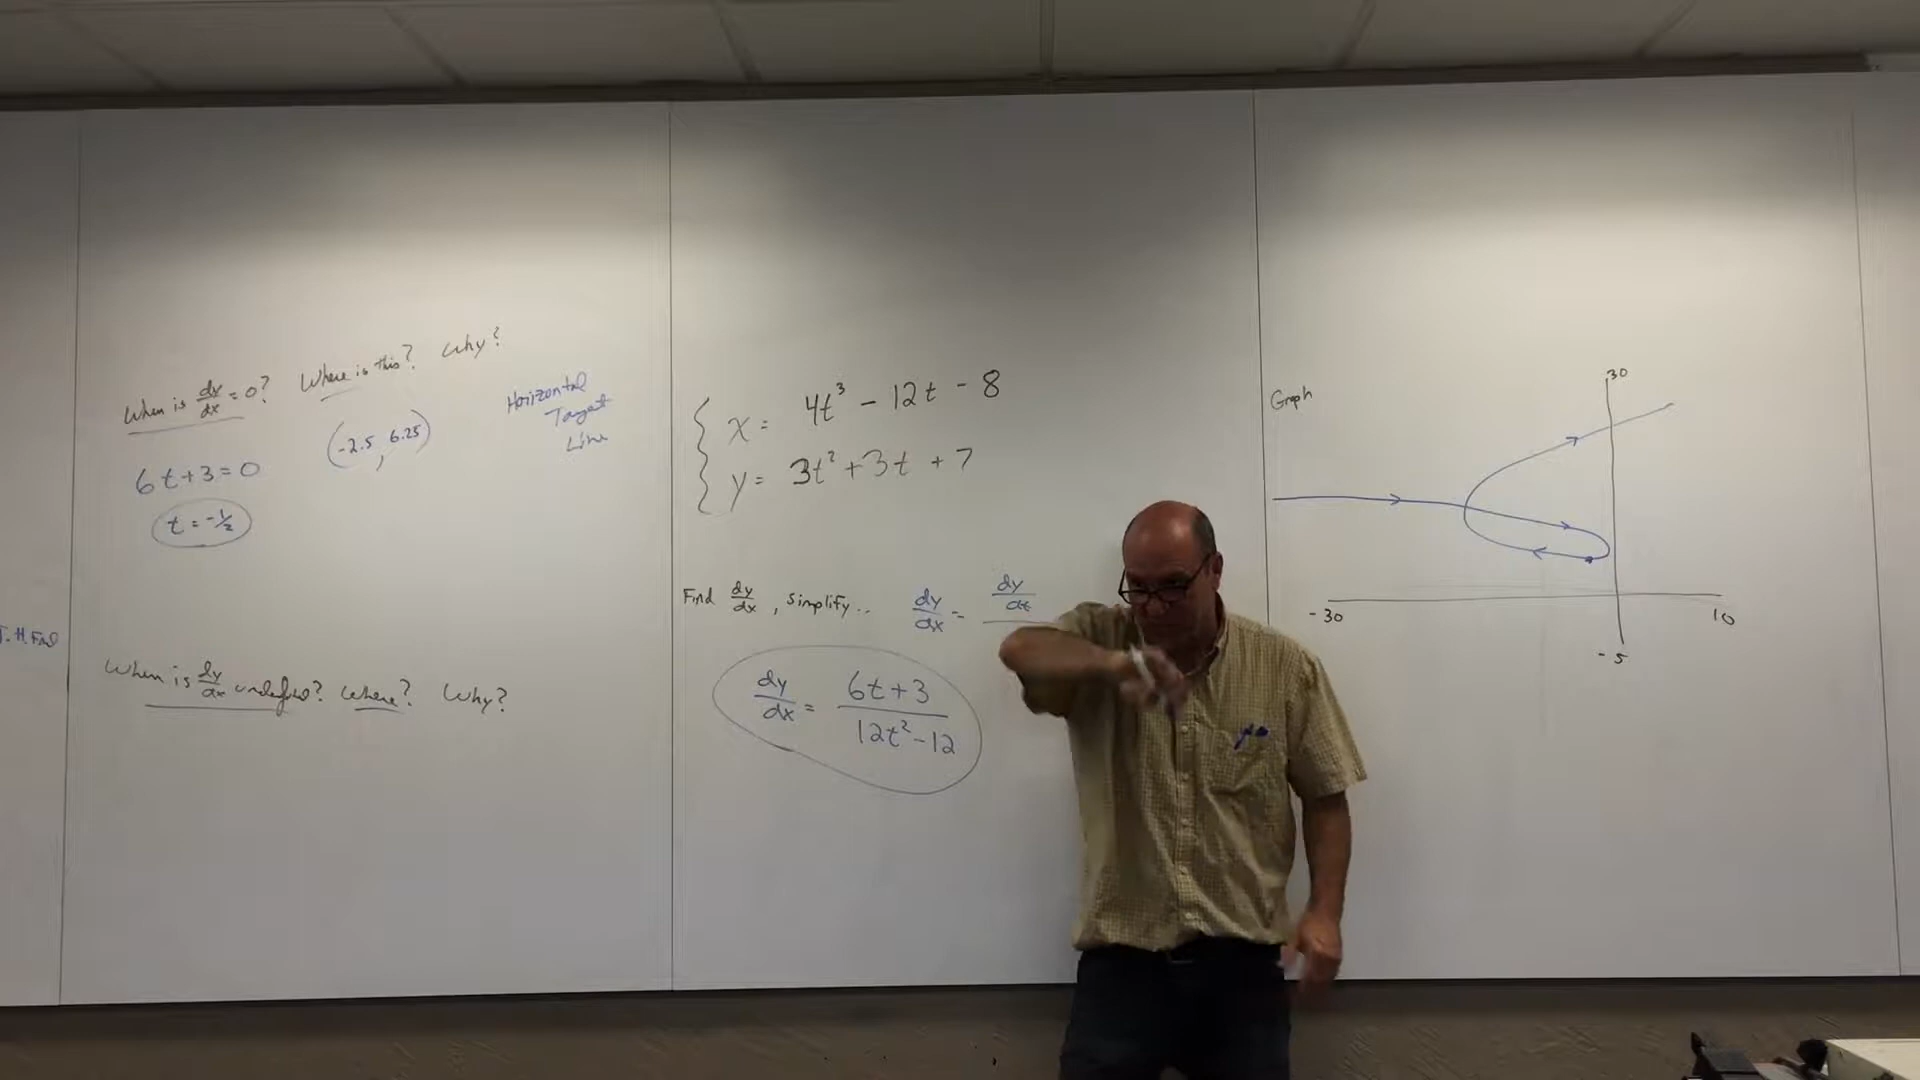 When is dy/dx = 0? Where is this? Why?
6t + 3 = 0
t = -1/2
(-2.5, 6.25)
Horizontal
Tangent
Line
When is dy/dx undefined? Where? Why?
x = 4t³ - 12t - 8
y = 3t² + 3t + 7
Find dy/dx, simplify..
dy/dx = dy/dt
dy/dx = 6t + 3 / 12t² - 12
Graph
30
-30
10
-5